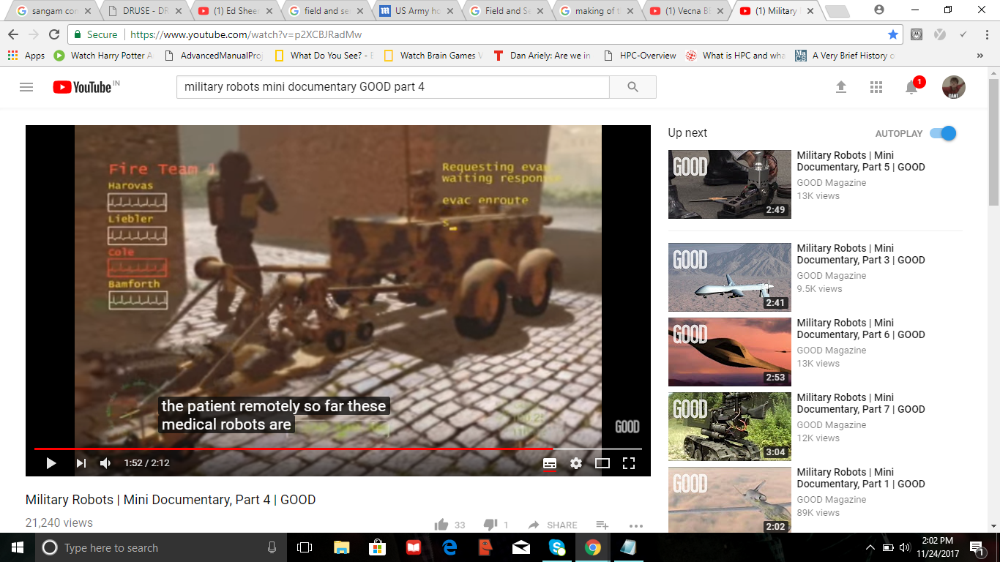 sangam con
DRUSE - DR
(1) Ed Sheer
field and se
US Army ho
Field and Se
making of t
(1) Vecna BE
(1) Military
Secure
https://www.youtube.com/watch?v=p2XCBJRadMw
Apps
Watch Harry Potter A
AdvancedManualProj
What Do You See? - B
Watch Brain Games V
Dan Ariely: Are we in
HPC-Overview
What is HPC and wha
A Very Brief History o
»
YouTube IN
military robots mini documentary GOOD part 4
1
Fire Team 1
Harovas
Liebler
Cole
Bamforth
Requesting evac
waiting response
evac enroute
s_
the patient remotely so far these
medical robots are
GOOD
1:52 / 2:12
Military Robots | Mini Documentary, Part 4 | GOOD
21,240 views
33
1
SHARE
Up next
AUTOPLAY
GOOD
2:49
Military Robots | Mini
Documentary, Part 5 | GOOD
GOOD Magazine
13K views
GOOD
2:41
Military Robots | Mini
Documentary, Part 3 | GOOD
GOOD Magazine
9.5K views
GOOD
2:53
Military Robots | Mini
Documentary, Part 6 | GOOD
GOOD Magazine
13K views
GOOD
3:04
Military Robots | Mini
Documentary, Part 7 | GOOD
GOOD Magazine
12K views
GOOD
2:02
Military Robots | Mini
Documentary, Part 1 | GOOD
GOOD Magazine
89K views
Type here to search
2:02 PM
11/24/2017
1